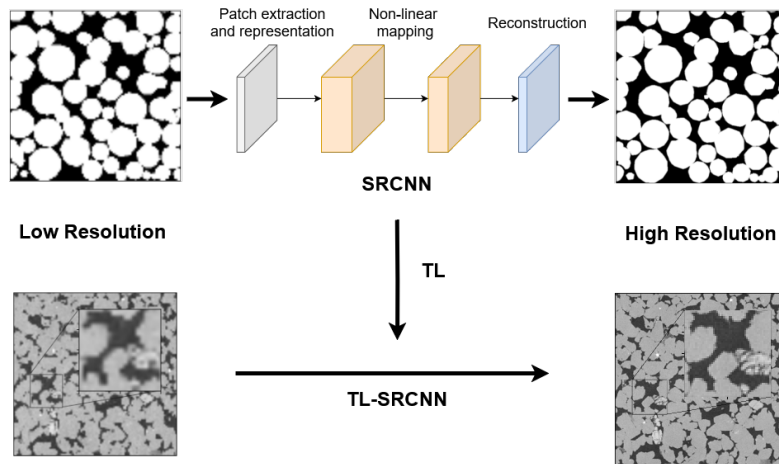 Patch extraction
and representation
Non-linear
mapping
Reconstruction
SRCNN
Low Resolution
High Resolution
TL
TL-SRCNN